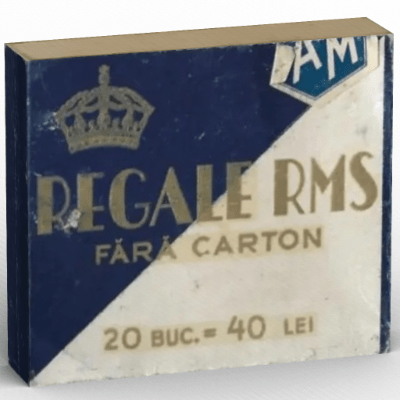 AM
REGALE RMS
FĂRĂ CARTON
20 BUC. = 40 LEI